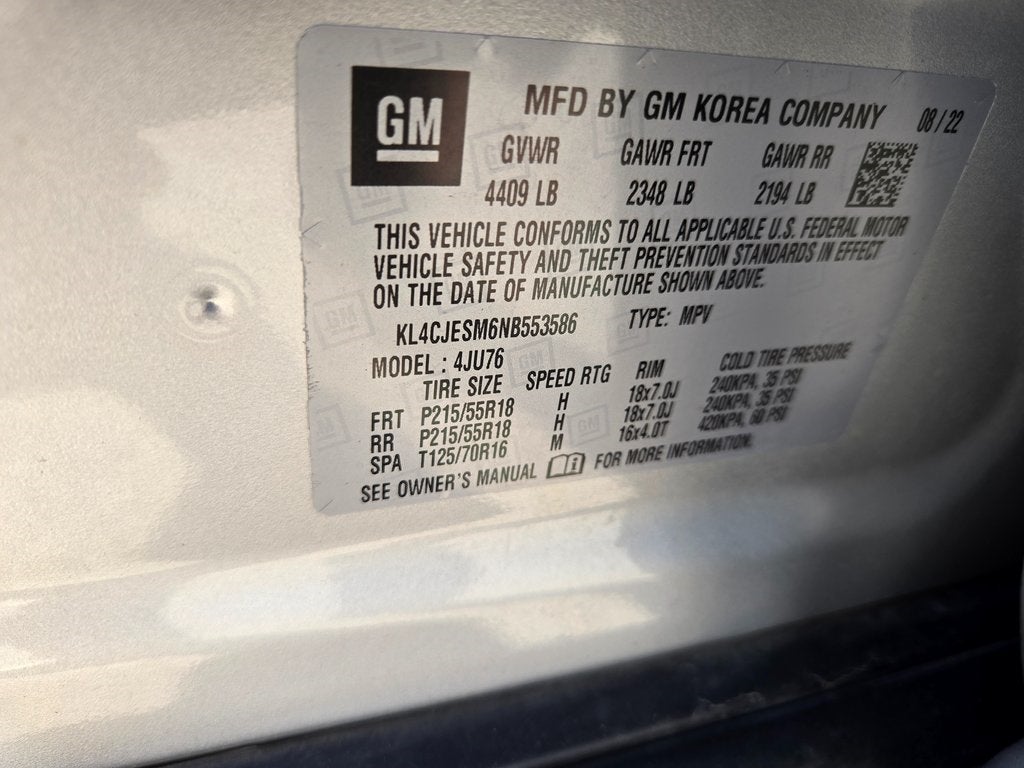 GM
MFD BY GM KOREA COMPANY 08/22
GVWR GAWR FRT GAWR RR
4409 LB 2348 LB 2194 LB
THIS VEHICLE CONFORMS TO ALL APPLICABLE U.S. FEDERAL MOTOR
VEHICLE SAFETY AND THEFT PREVENTION STANDARDS IN EFFECT
ON THE DATE OF MANUFACTURE SHOWN ABOVE.
KL4CJESM6NB553586 TYPE: MPV
MODEL : 4JU76
TIRE SIZE SPEED RTG RIM COLD TIRE PRESSURE
FRT P215/55R18 H 18x7.0J 240KPA, 35 PSI
RR P215/55R18 H 18x7.0J 240KPA, 35 PSI
SPA T125/70R16 M 16x4.0T 420KPA, 60 PSI
SEE OWNER'S MANUAL FOR MORE INFORMATION.